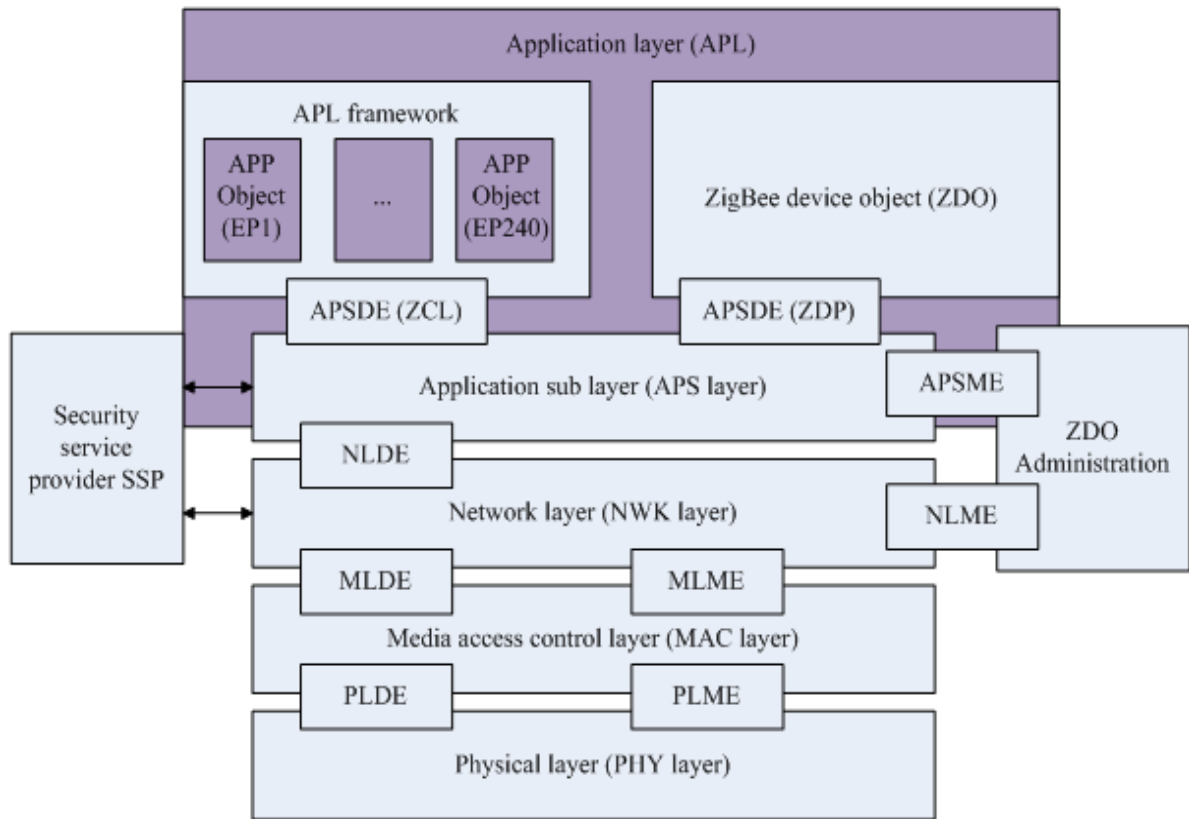 Application layer (APL)
APL framework
APP
Object
(EP1)
...
APP
Object
(EP240)
ZigBee device object (ZDO)
APSDE (ZCL)
APSDE (ZDP)
Security
service
provider SSP
Application sub layer (APS layer)
APSME
ZDO
Administration
NLDE
Network layer (NWK layer)
NLME
MLDE
MLME
Media access control layer (MAC layer)
PLDE
PLME
Physical layer (PHY layer)